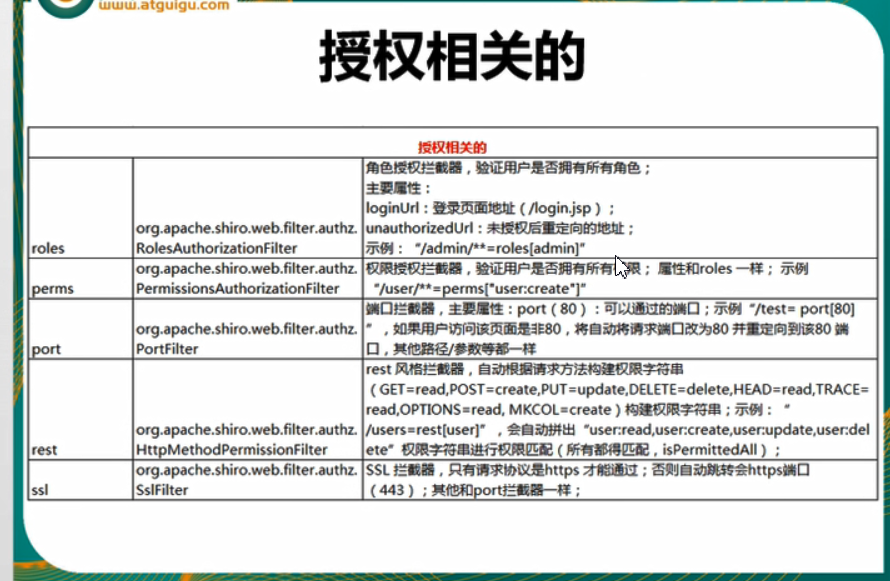 www.atguigu.com
授权相关的
授权相关的
角色授权拦截器，验证用户是否拥有所有角色；
主要属性：
loginUrl：登录页面地址（/login.jsp）；
unauthorizedUrl：未授权后重定向的地址；
示例：“/admin/**=roles[admin]”
roles
org.apache.shiro.web.filter.authz.
RolesAuthorizationFilter
perms
org.apache.shiro.web.filter.authz.
PermissionsAuthorizationFilter
权限授权拦截器，验证用户是否拥有所有限；属性和roles 一样；示例
“/user/**=perms["user:create"]”
port
org.apache.shiro.web.filter.authz.
PortFilter
端口拦截器，主要属性：port（80）：可以通过的端口；示例“/test= port[80]
”，如果用户访问该页面是非80，将自动将请求端口改为80 并重定向到该80 端
口，其他路径/参数等都一样
rest
org.apache.shiro.web.filter.authz.
HttpMethodPermissionFilter
rest 风格拦截器，自动根据请求方法构建权限字符串
（GET=read,POST=create,PUT=update,DELETE=delete,HEAD=read,TRACE=
read,OPTIONS=read, MKCOL=create）构建权限字符串；示例：“
/users=rest[user]”，会自动拼出“user:read,user:create,user:update,user:del
ete”权限字符串进行权限匹配（所有都得匹配，isPermittedAll）；
ssl
org.apache.shiro.web.filter.authz.
SslFilter
SSL 拦截器，只有请求协议是https 才能通过；否则自动跳转会https端口
（443）；其他和port拦截器一样；